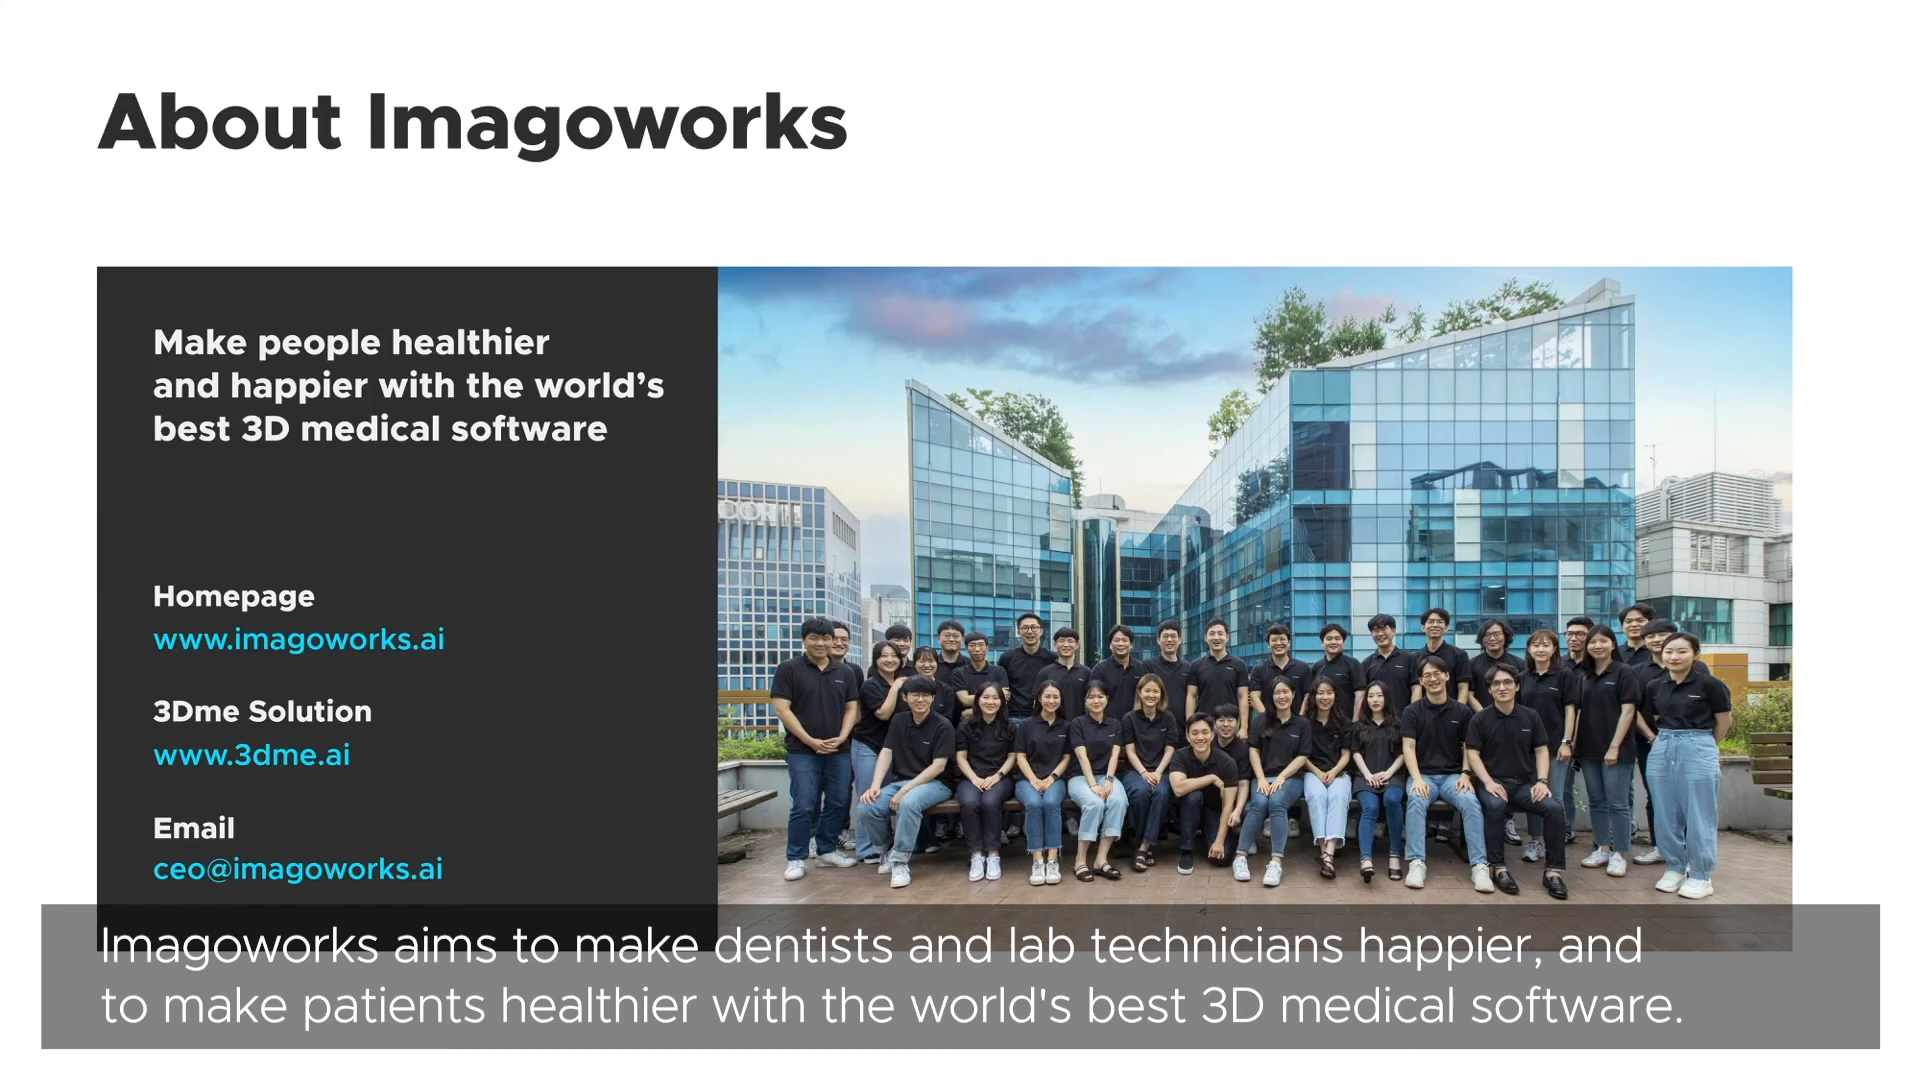 About Imagoworks
Make people healthier
and happier with the world’s
best 3D medical software
Homepage
www.imagoworks.ai
3Dme Solution
www.3dme.ai
Email
ceo@imagoworks.ai
Imagoworks aims to make dentists and lab technicians happier, and
to make patients healthier with the world's best 3D medical software.